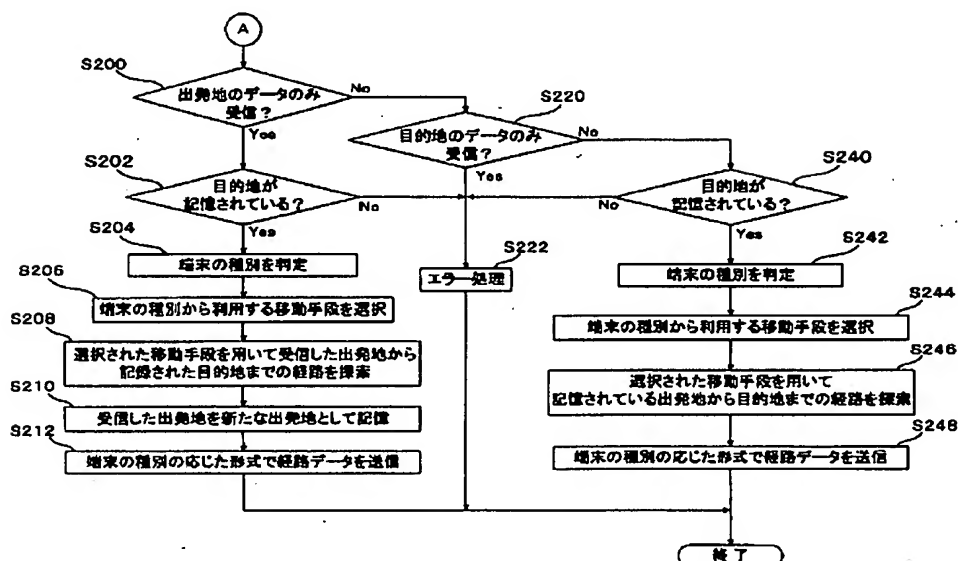 A
S200
出発地のデータのみ
受信?
No
Yes
S220
目的地のデータのみ
受信?
No
Yes
S202
目的地が
記憶されている?
No
Yes
S240
目的地が
記憶されている?
No
Yes
S204
端末の種別を判定
S206
端末の種別から利用する移動手段を選択
S208
選択された移動手段を用いて受信した出発地から
記録された目的地までの経路を探索
S210
受信した出発地を新たな出発地として記憶
S212
端末の種別の応じた形式で経路データを送信
S222
エラー処理
S242
端末の種別を判定
S244
端末の種別から利用する移動手段を選択
S246
選択された移動手段を用いて
記憶されている出発地から目的地までの経路を探索
S248
端末の種別の応じた形式で経路データを送信
終了